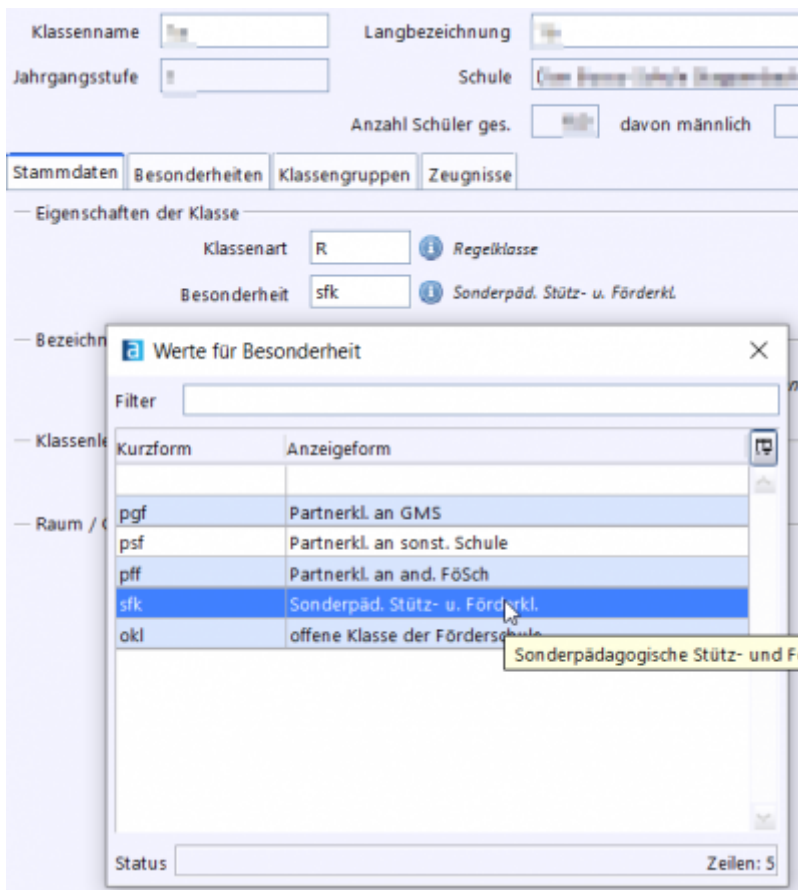 Klassenname Langbezeichnung
Jahrgangsstufe Schule
Anzahl Schüler ges. davon männlich
Stammdaten Besonderheiten Klassengruppen Zeugnisse
Eigenschaften der Klasse
Klassenart R Regelklasse
Besonderheit sfk Sonderpäd. Stütz- u. Förderkl.
Bezeichn
Werte für Besonderheit
Filter
Klassenle
Kurzform Anzeigeform
Raum /
pgf Partnerkl. an GMS
psf Partnerkl. an sonst. Schule
pff Partnerkl. an and. FöSch
sfk Sonderpäd. Stütz- u. Förderkl.
okl offene Klasse der Förderschule
Sonderpädagogische Stütz- und F
Status Zeilen: 5